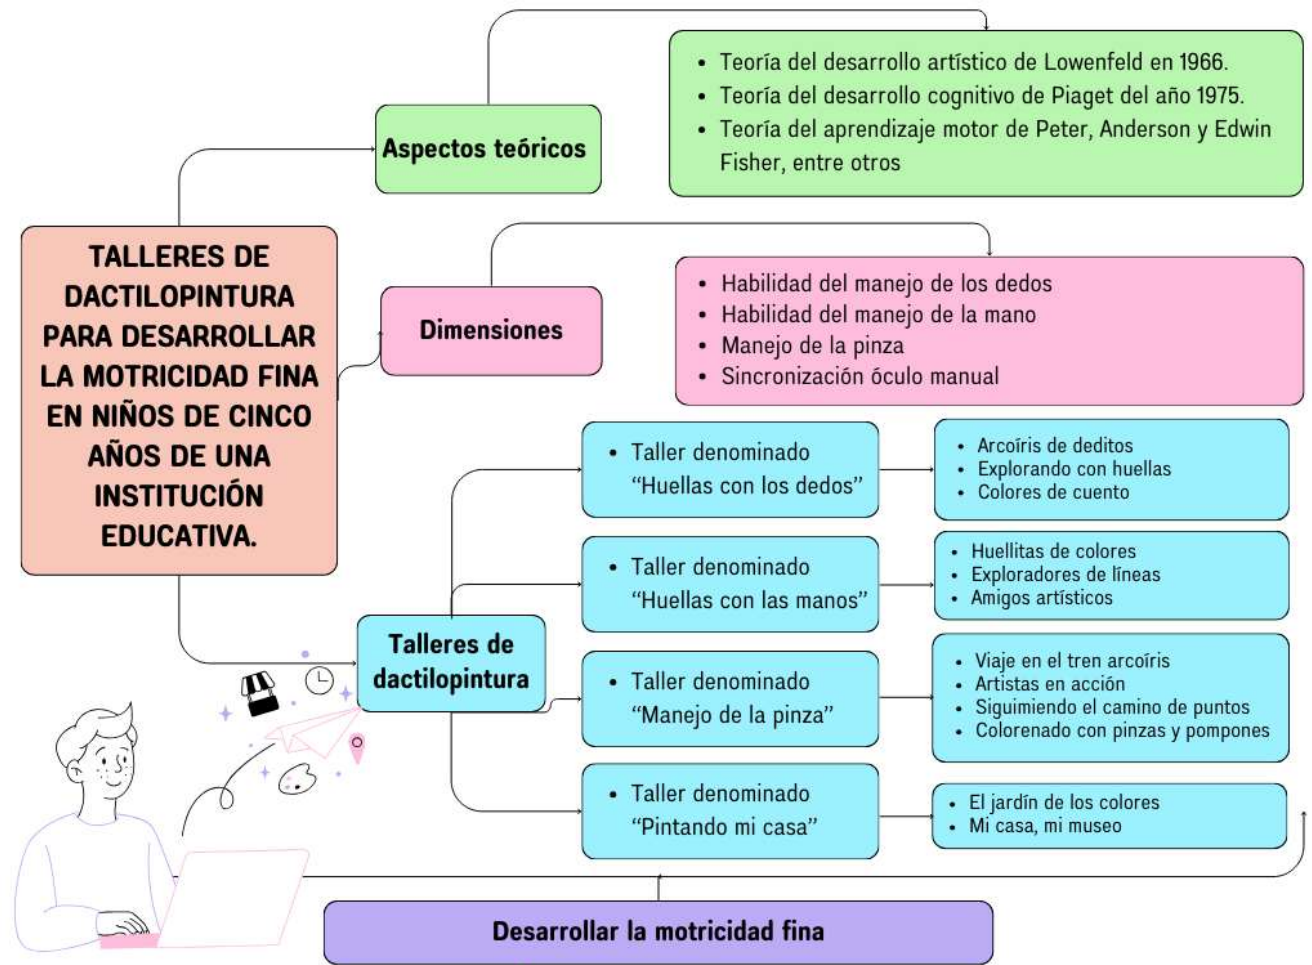 TALLERES DE
DACTILOPINTURA
PARA DESARROLLAR
LA MOTRICIDAD FINA
EN NIÑOS DE CINCO
AÑOS DE UNA
INSTITUCIÓN
EDUCATIVA.
Aspectos teóricos
• Teoría del desarrollo artístico de Lowenfeld en 1966.
• Teoría del desarrollo cognitivo de Piaget del año 1975.
• Teoría del aprendizaje motor de Peter, Anderson y Edwin
Fisher, entre otros
Dimensiones
• Habilidad del manejo de los dedos
• Habilidad del manejo de la mano
• Manejo de la pinza
• Sincronización óculo manual
Talleres de
dactilopintura
• Taller denominado
“Huellas con los dedos”
• Arcoíris de deditos
• Explorando con huellas
• Colores de cuento
• Taller denominado
“Huellas con las manos”
• Huellitas de colores
• Exploradores de líneas
• Amigos artísticos
• Taller denominado
“Manejo de la pinza”
• Viaje en el tren arcoíris
• Artistas en acción
• Siguimiendo el camino de puntos
• Colorenado con pinzas y pompones
• Taller denominado
“Pintando mi casa”
• El jardín de los colores
• Mi casa, mi museo
Desarrollar la motricidad fina